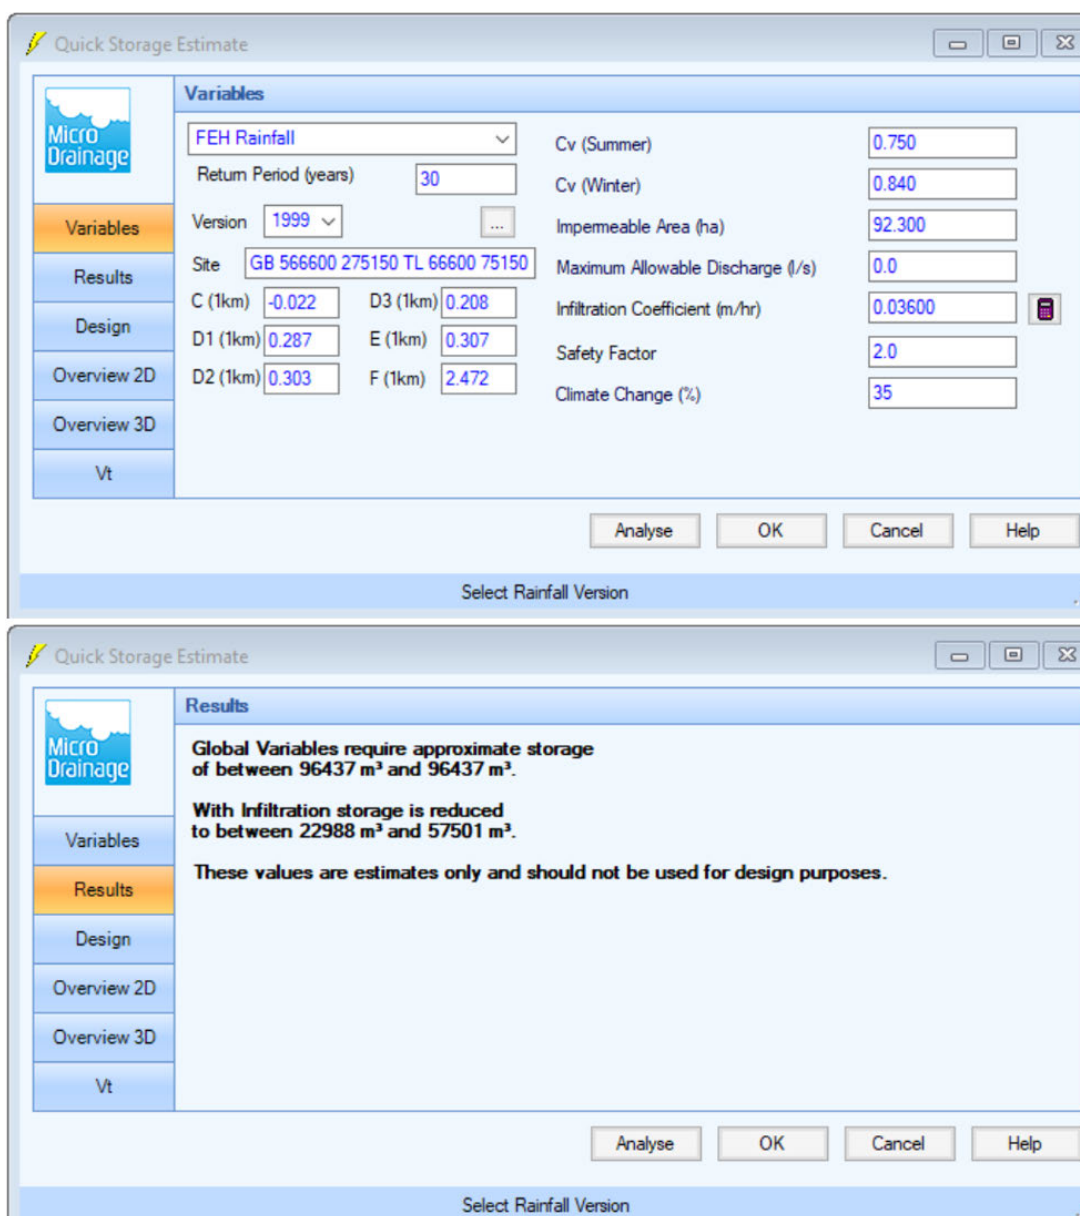 Quick Storage Estimate
Micro
Drainage
Variables
Results
Design
Overview 2D
Overview 3D
Vt
Variables
FEH Rainfall
Return Period (years) 30
Version 1999 ...
Site GB 566600 275150 TL 66600 75150
C (1km) -0.022 D3 (1km) 0.208
D1 (1km) 0.287 E (1km) 0.307
D2 (1km) 0.303 F (1km) 2.472
Cv (Summer) 0.750
Cv (Winter) 0.840
Impermeable Area (ha) 92.300
Maximum Allowable Discharge (l/s) 0.0
Infiltration Coefficient (m/hr) 0.03600
Safety Factor 2.0
Climate Change (%) 35
Analyse OK Cancel Help
Select Rainfall Version
Quick Storage Estimate
Micro
Drainage
Variables
Results
Design
Overview 2D
Overview 3D
Vt
Results
Global Variables require approximate storage
of between 96437 m³ and 96437 m³.
With Infiltration storage is reduced
to between 22988 m³ and 57501 m³.
These values are estimates only and should not be used for design purposes.
Analyse OK Cancel Help
Select Rainfall Version